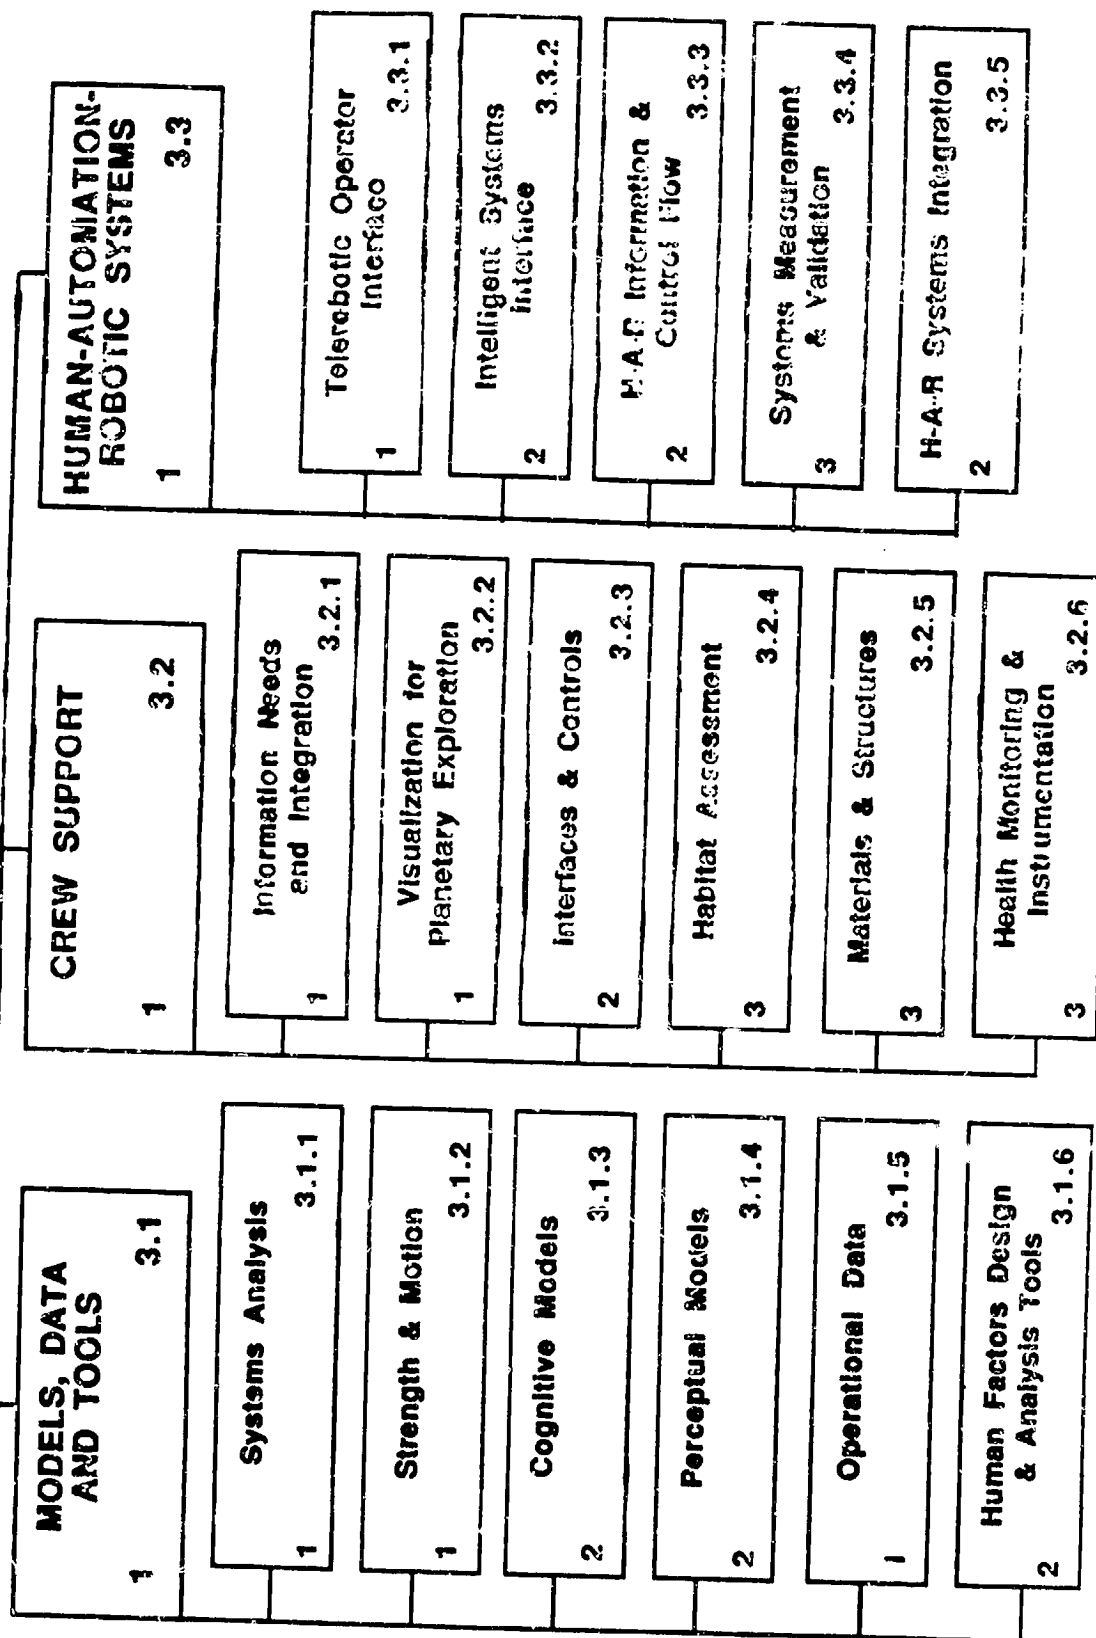 MODELS, DATA
AND TOOLS
1 3.1
Systems Analysis
1 3.1.1
Strength & Motion
1 3.1.2
Cognitive Models
2 3.1.3
Perceptual Models
2 3.1.4
Operational Data
1 3.1.5
Human Factors Design
& Analysis Tools
2 3.1.6
CREW SUPPORT
1 3.2
Information Needs
and Integration
1 3.2.1
Visualization for
Planetary Exploration
1 3.2.2
Interfaces & Controls
2 3.2.3
Habitat Assessment
3 3.2.4
Materials & Structures
3 3.2.5
Health Monitoring &
Instrumentation
3 3.2.6
HUMAN-AUTOMATION-
ROBOTIC SYSTEMS
1 3.3
Telerobotic Operator
Interface
1 3.3.1
Intelligent Systems
Interface
2 3.3.2
H-A-R Information &
Control Flow
2 3.3.3
Systems Measurement
& Validation
3 3.3.4
H-A-R Systems Integration
2 3.3.5